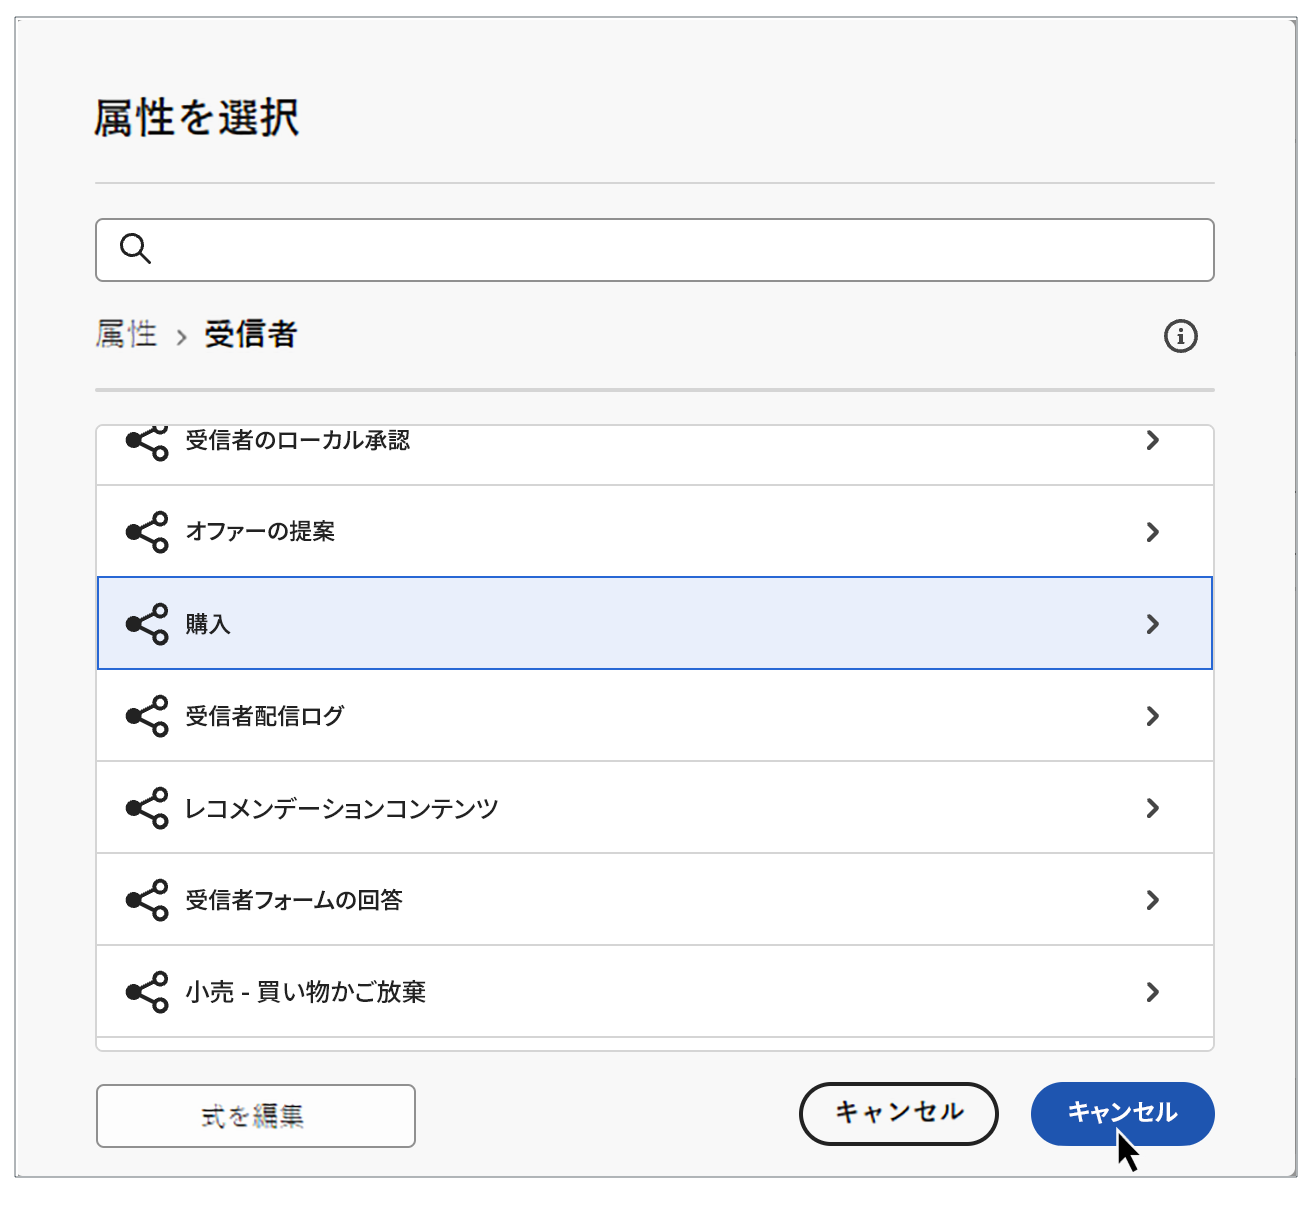 属性を選択
属性 > 受信者
受信者のローカル承認
オファーの提案
購入
受信者配信ログ
レコメンデーションコンテンツ
受信者フォームの回答
小売 - 買い物かご放棄
式を編集
キャンセル
キャンセル